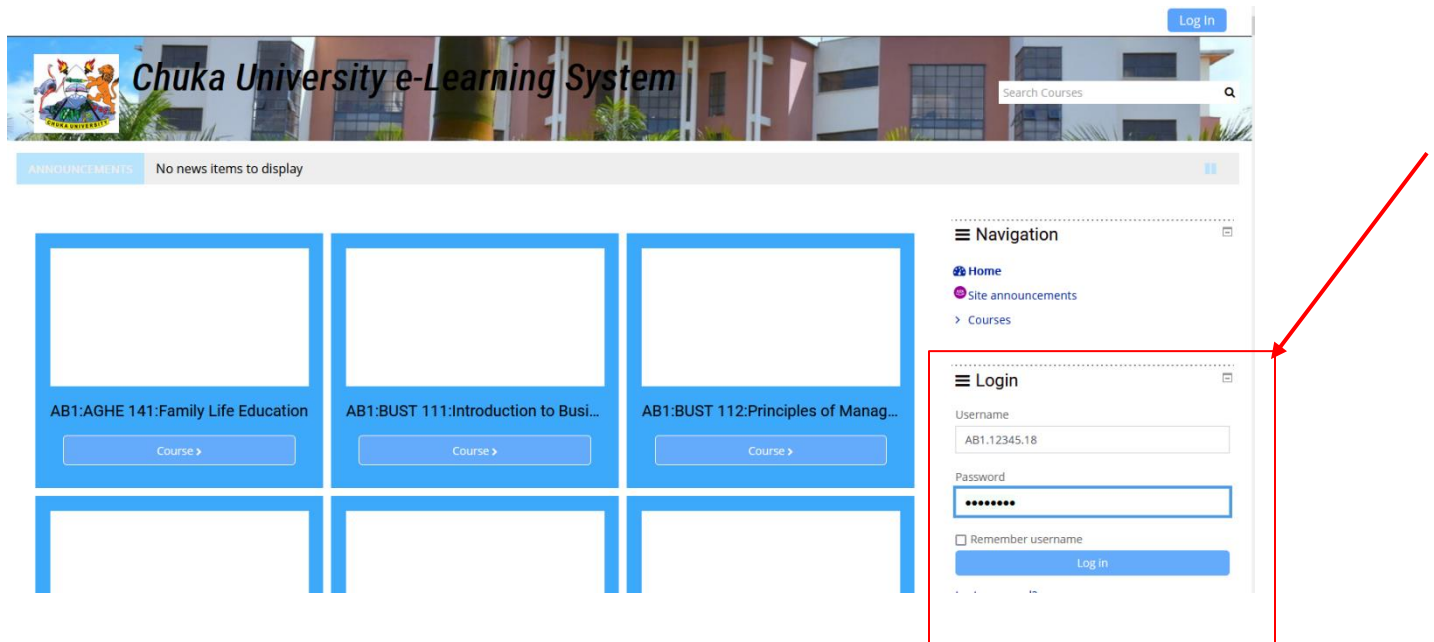 Log In
Chuka University e-Learning System
CHUKA UNIVERSITY
Search Courses
ANNOUNCEMENTS No news items to display
Navigation
Home
Site announcements
Courses
AB1:AGHE 141:Family Life Education
Course
AB1:BUST 111:Introduction to Busi...
Course
AB1:BUST 112:Principles of Manag...
Course
Login
Username
AB1.12345.18
Password
••••••••
Remember username
Log in